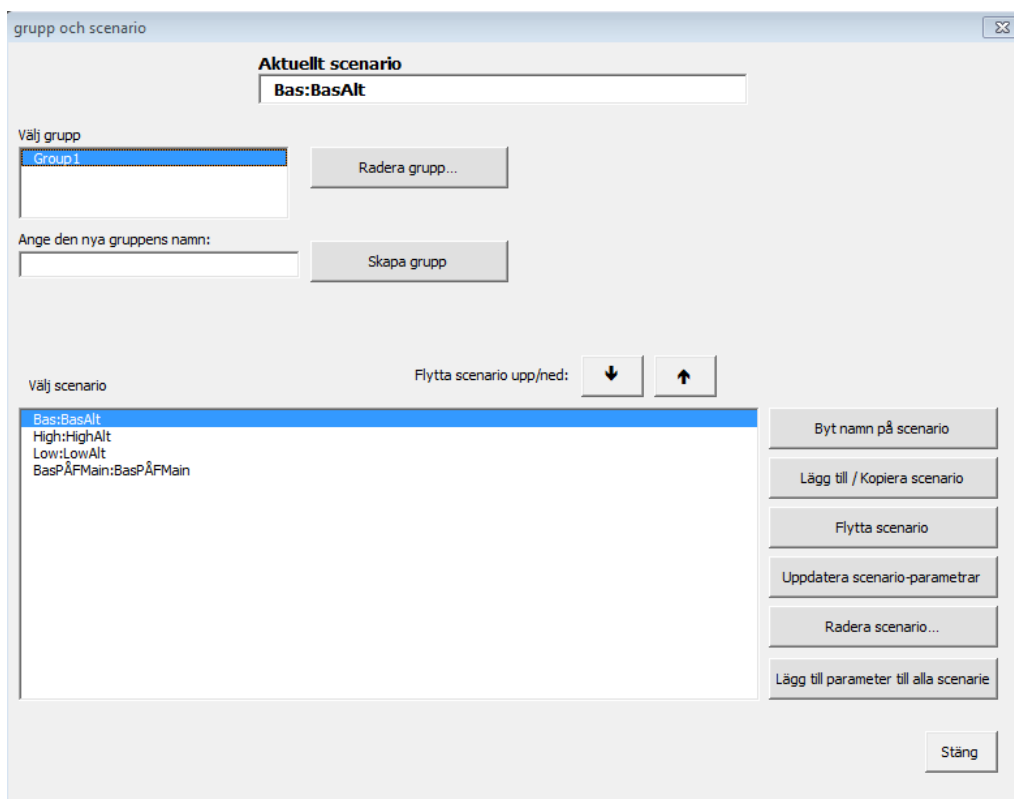 grupp och scenario
Aktuellt scenario
Bas:BasAlt
Välj grupp
Group1
Radera grupp...
Ange den nya gruppens namn:
Skapa grupp
Flytta scenario upp/ned:
Välj scenario
Bas:BasAlt
High:HighAlt
Low:LowAlt
BasPÅFMain:BasPÅFMain
Byt namn på scenario
Lägg till / Kopiera scenario
Flytta scenario
Uppdatera scenario-parametrar
Radera scenario...
Lägg till parameter till alla scenarie
Stäng